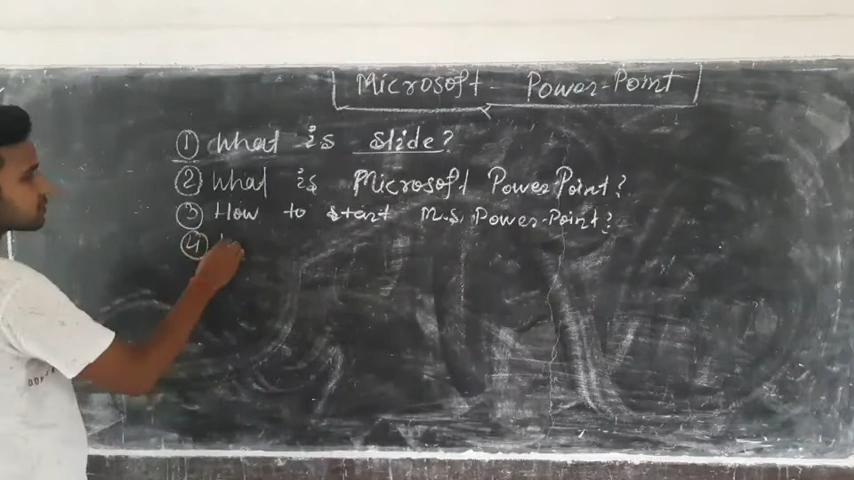 Microsoft Power-Point
① What is Slide?
② What is Microsoft PowerPoint?
③ How to start M.S. Power-Point?
④